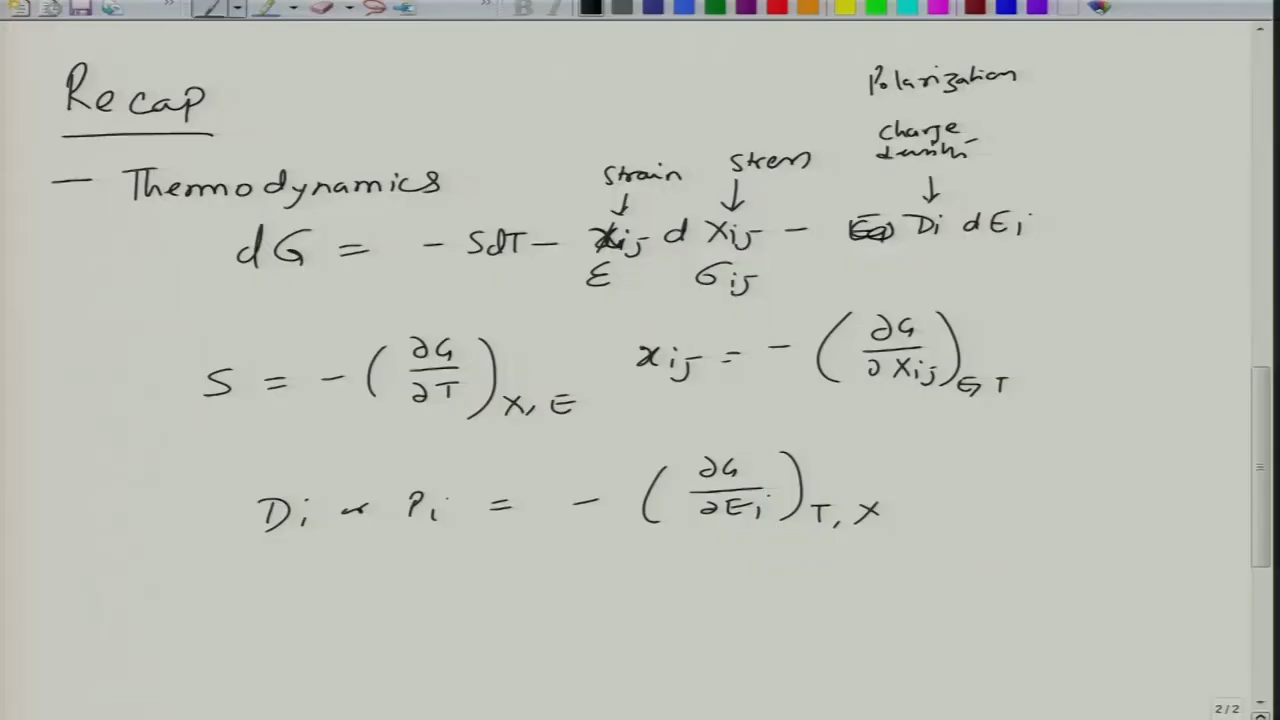 Recap
Polarization
charge
density
— Thermodynamics
strain
stress
dG = - SdT - xij d Xij - Di dEi
ε σij
S = - (∂G/∂T)X, E
xij = - (∂G/∂Xij)E, T
Di or Pi = - (∂G/∂Ei)T, X
2/2